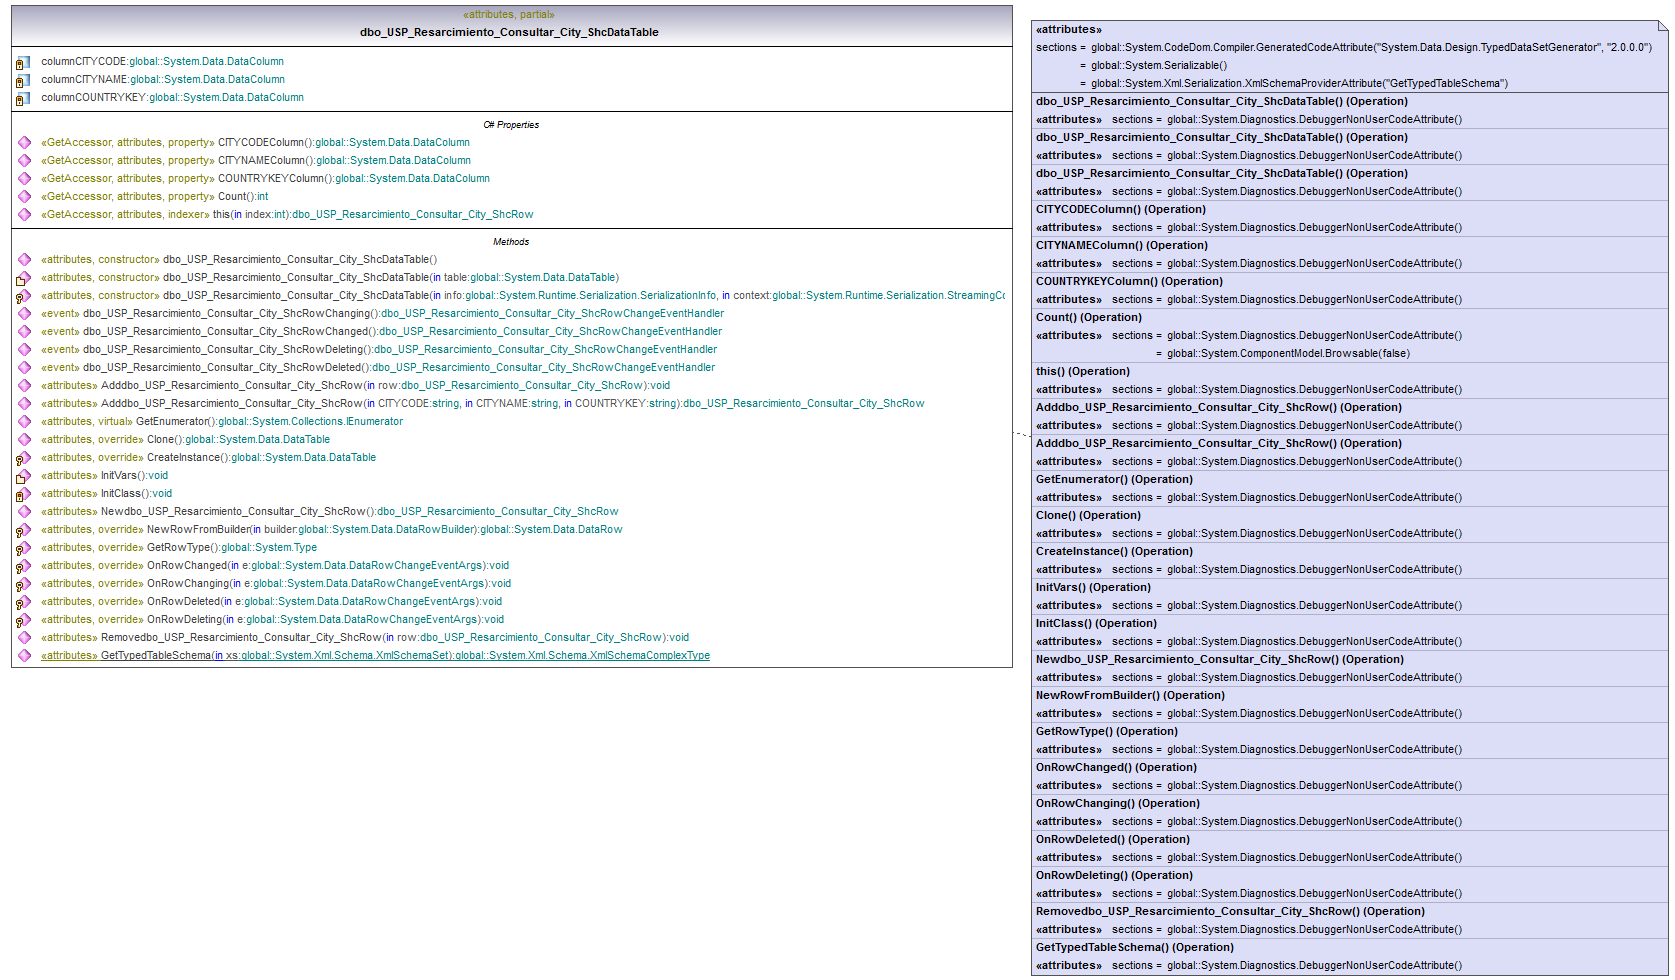 «attributes, partial»
dbo_USP_Resarcimiento_Consultar_City_ShcDataTable
columnCITYCODE:global::System.Data.DataColumn
columnCITYNAME:global::System.Data.DataColumn
columnCOUNTRYKEY:global::System.Data.DataColumn
C# Properties
«GetAccessor, attributes, property» CITYCODEColumn():global::System.Data.DataColumn
«GetAccessor, attributes, property» CITYNAMEColumn():global::System.Data.DataColumn
«GetAccessor, attributes, property» COUNTRYKEYColumn():global::System.Data.DataColumn
«GetAccessor, attributes, property» Count():int
«GetAccessor, attributes, indexer» this(in index:int):dbo_USP_Resarcimiento_Consultar_City_ShcRow
Methods
«attributes, constructor» dbo_USP_Resarcimiento_Consultar_City_ShcDataTable()
«attributes, constructor» dbo_USP_Resarcimiento_Consultar_City_ShcDataTable(in table:global::System.Data.DataTable)
«attributes, constructor» dbo_USP_Resarcimiento_Consultar_City_ShcDataTable(in info:global::System.Runtime.Serialization.SerializationInfo, in context:global::System.Runtime.Serialization.StreamingCo
«event» dbo_USP_Resarcimiento_Consultar_City_ShcRowChanging():dbo_USP_Resarcimiento_Consultar_City_ShcRowChangeEventHandler
«event» dbo_USP_Resarcimiento_Consultar_City_ShcRowChanged():dbo_USP_Resarcimiento_Consultar_City_ShcRowChangeEventHandler
«event» dbo_USP_Resarcimiento_Consultar_City_ShcRowDeleting():dbo_USP_Resarcimiento_Consultar_City_ShcRowChangeEventHandler
«event» dbo_USP_Resarcimiento_Consultar_City_ShcRowDeleted():dbo_USP_Resarcimiento_Consultar_City_ShcRowChangeEventHandler
«attributes» Adddbo_USP_Resarcimiento_Consultar_City_ShcRow(in row:dbo_USP_Resarcimiento_Consultar_City_ShcRow):void
«attributes» Adddbo_USP_Resarcimiento_Consultar_City_ShcRow(in CITYCODE:string, in CITYNAME:string, in COUNTRYKEY:string):dbo_USP_Resarcimiento_Consultar_City_ShcRow
«attributes, virtual» GetEnumerator():global::System.Collections.IEnumerator
«attributes, override» Clone():global::System.Data.DataTable
«attributes, override» CreateInstance():global::System.Data.DataTable
«attributes» InitVars():void
«attributes» InitClass():void
«attributes» Newdbo_USP_Resarcimiento_Consultar_City_ShcRow():dbo_USP_Resarcimiento_Consultar_City_ShcRow
«attributes, override» NewRowFromBuilder(in builder:global::System.Data.DataRowBuilder):global::System.Data.DataRow
«attributes, override» GetRowType():global::System.Type
«attributes, override» OnRowChanged(in e:global::System.Data.DataRowChangeEventArgs):void
«attributes, override» OnRowChanging(in e:global::System.Data.DataRowChangeEventArgs):void
«attributes, override» OnRowDeleted(in e:global::System.Data.DataRowChangeEventArgs):void
«attributes, override» OnRowDeleting(in e:global::System.Data.DataRowChangeEventArgs):void
«attributes» Removedbo_USP_Resarcimiento_Consultar_City_ShcRow(in row:dbo_USP_Resarcimiento_Consultar_City_ShcRow):void
«attributes» GetTypedTableSchema(in xs:global::System.Xml.Schema.XmlSchemaSet):global::System.Xml.Schema.XmlSchemaComplexType
«attributes»
sections = global::System.CodeDom.Compiler.GeneratedCodeAttribute("System.Data.Design.TypedDataSetGenerator", "2.0.0.0")
= global::System.Serializable()
= global::System.Xml.Serialization.XmlSchemaProviderAttribute("GetTypedTableSchema")
dbo_USP_Resarcimiento_Consultar_City_ShcDataTable() (Operation)
«attributes» sections = global::System.Diagnostics.DebuggerNonUserCodeAttribute()
dbo_USP_Resarcimiento_Consultar_City_ShcDataTable() (Operation)
«attributes» sections = global::System.Diagnostics.DebuggerNonUserCodeAttribute()
dbo_USP_Resarcimiento_Consultar_City_ShcDataTable() (Operation)
«attributes» sections = global::System.Diagnostics.DebuggerNonUserCodeAttribute()
CITYCODEColumn() (Operation)
«attributes» sections = global::System.Diagnostics.DebuggerNonUserCodeAttribute()
CITYNAMEColumn() (Operation)
«attributes» sections = global::System.Diagnostics.DebuggerNonUserCodeAttribute()
COUNTRYKEYColumn() (Operation)
«attributes» sections = global::System.Diagnostics.DebuggerNonUserCodeAttribute()
Count() (Operation)
«attributes» sections = global::System.Diagnostics.DebuggerNonUserCodeAttribute()
= global::System.ComponentModel.Browsable(false)
this() (Operation)
«attributes» sections = global::System.Diagnostics.DebuggerNonUserCodeAttribute()
Adddbo_USP_Resarcimiento_Consultar_City_ShcRow() (Operation)
«attributes» sections = global::System.Diagnostics.DebuggerNonUserCodeAttribute()
Adddbo_USP_Resarcimiento_Consultar_City_ShcRow() (Operation)
«attributes» sections = global::System.Diagnostics.DebuggerNonUserCodeAttribute()
GetEnumerator() (Operation)
«attributes» sections = global::System.Diagnostics.DebuggerNonUserCodeAttribute()
Clone() (Operation)
«attributes» sections = global::System.Diagnostics.DebuggerNonUserCodeAttribute()
CreateInstance() (Operation)
«attributes» sections = global::System.Diagnostics.DebuggerNonUserCodeAttribute()
InitVars() (Operation)
«attributes» sections = global::System.Diagnostics.DebuggerNonUserCodeAttribute()
InitClass() (Operation)
«attributes» sections = global::System.Diagnostics.DebuggerNonUserCodeAttribute()
Newdbo_USP_Resarcimiento_Consultar_City_ShcRow() (Operation)
«attributes» sections = global::System.Diagnostics.DebuggerNonUserCodeAttribute()
NewRowFromBuilder() (Operation)
«attributes» sections = global::System.Diagnostics.DebuggerNonUserCodeAttribute()
GetRowType() (Operation)
«attributes» sections = global::System.Diagnostics.DebuggerNonUserCodeAttribute()
OnRowChanged() (Operation)
«attributes» sections = global::System.Diagnostics.DebuggerNonUserCodeAttribute()
OnRowChanging() (Operation)
«attributes» sections = global::System.Diagnostics.DebuggerNonUserCodeAttribute()
OnRowDeleted() (Operation)
«attributes» sections = global::System.Diagnostics.DebuggerNonUserCodeAttribute()
OnRowDeleting() (Operation)
«attributes» sections = global::System.Diagnostics.DebuggerNonUserCodeAttribute()
Removedbo_USP_Resarcimiento_Consultar_City_ShcRow() (Operation)
«attributes» sections = global::System.Diagnostics.DebuggerNonUserCodeAttribute()
GetTypedTableSchema() (Operation)
«attributes» sections = global::System.Diagnostics.DebuggerNonUserCodeAttribute()